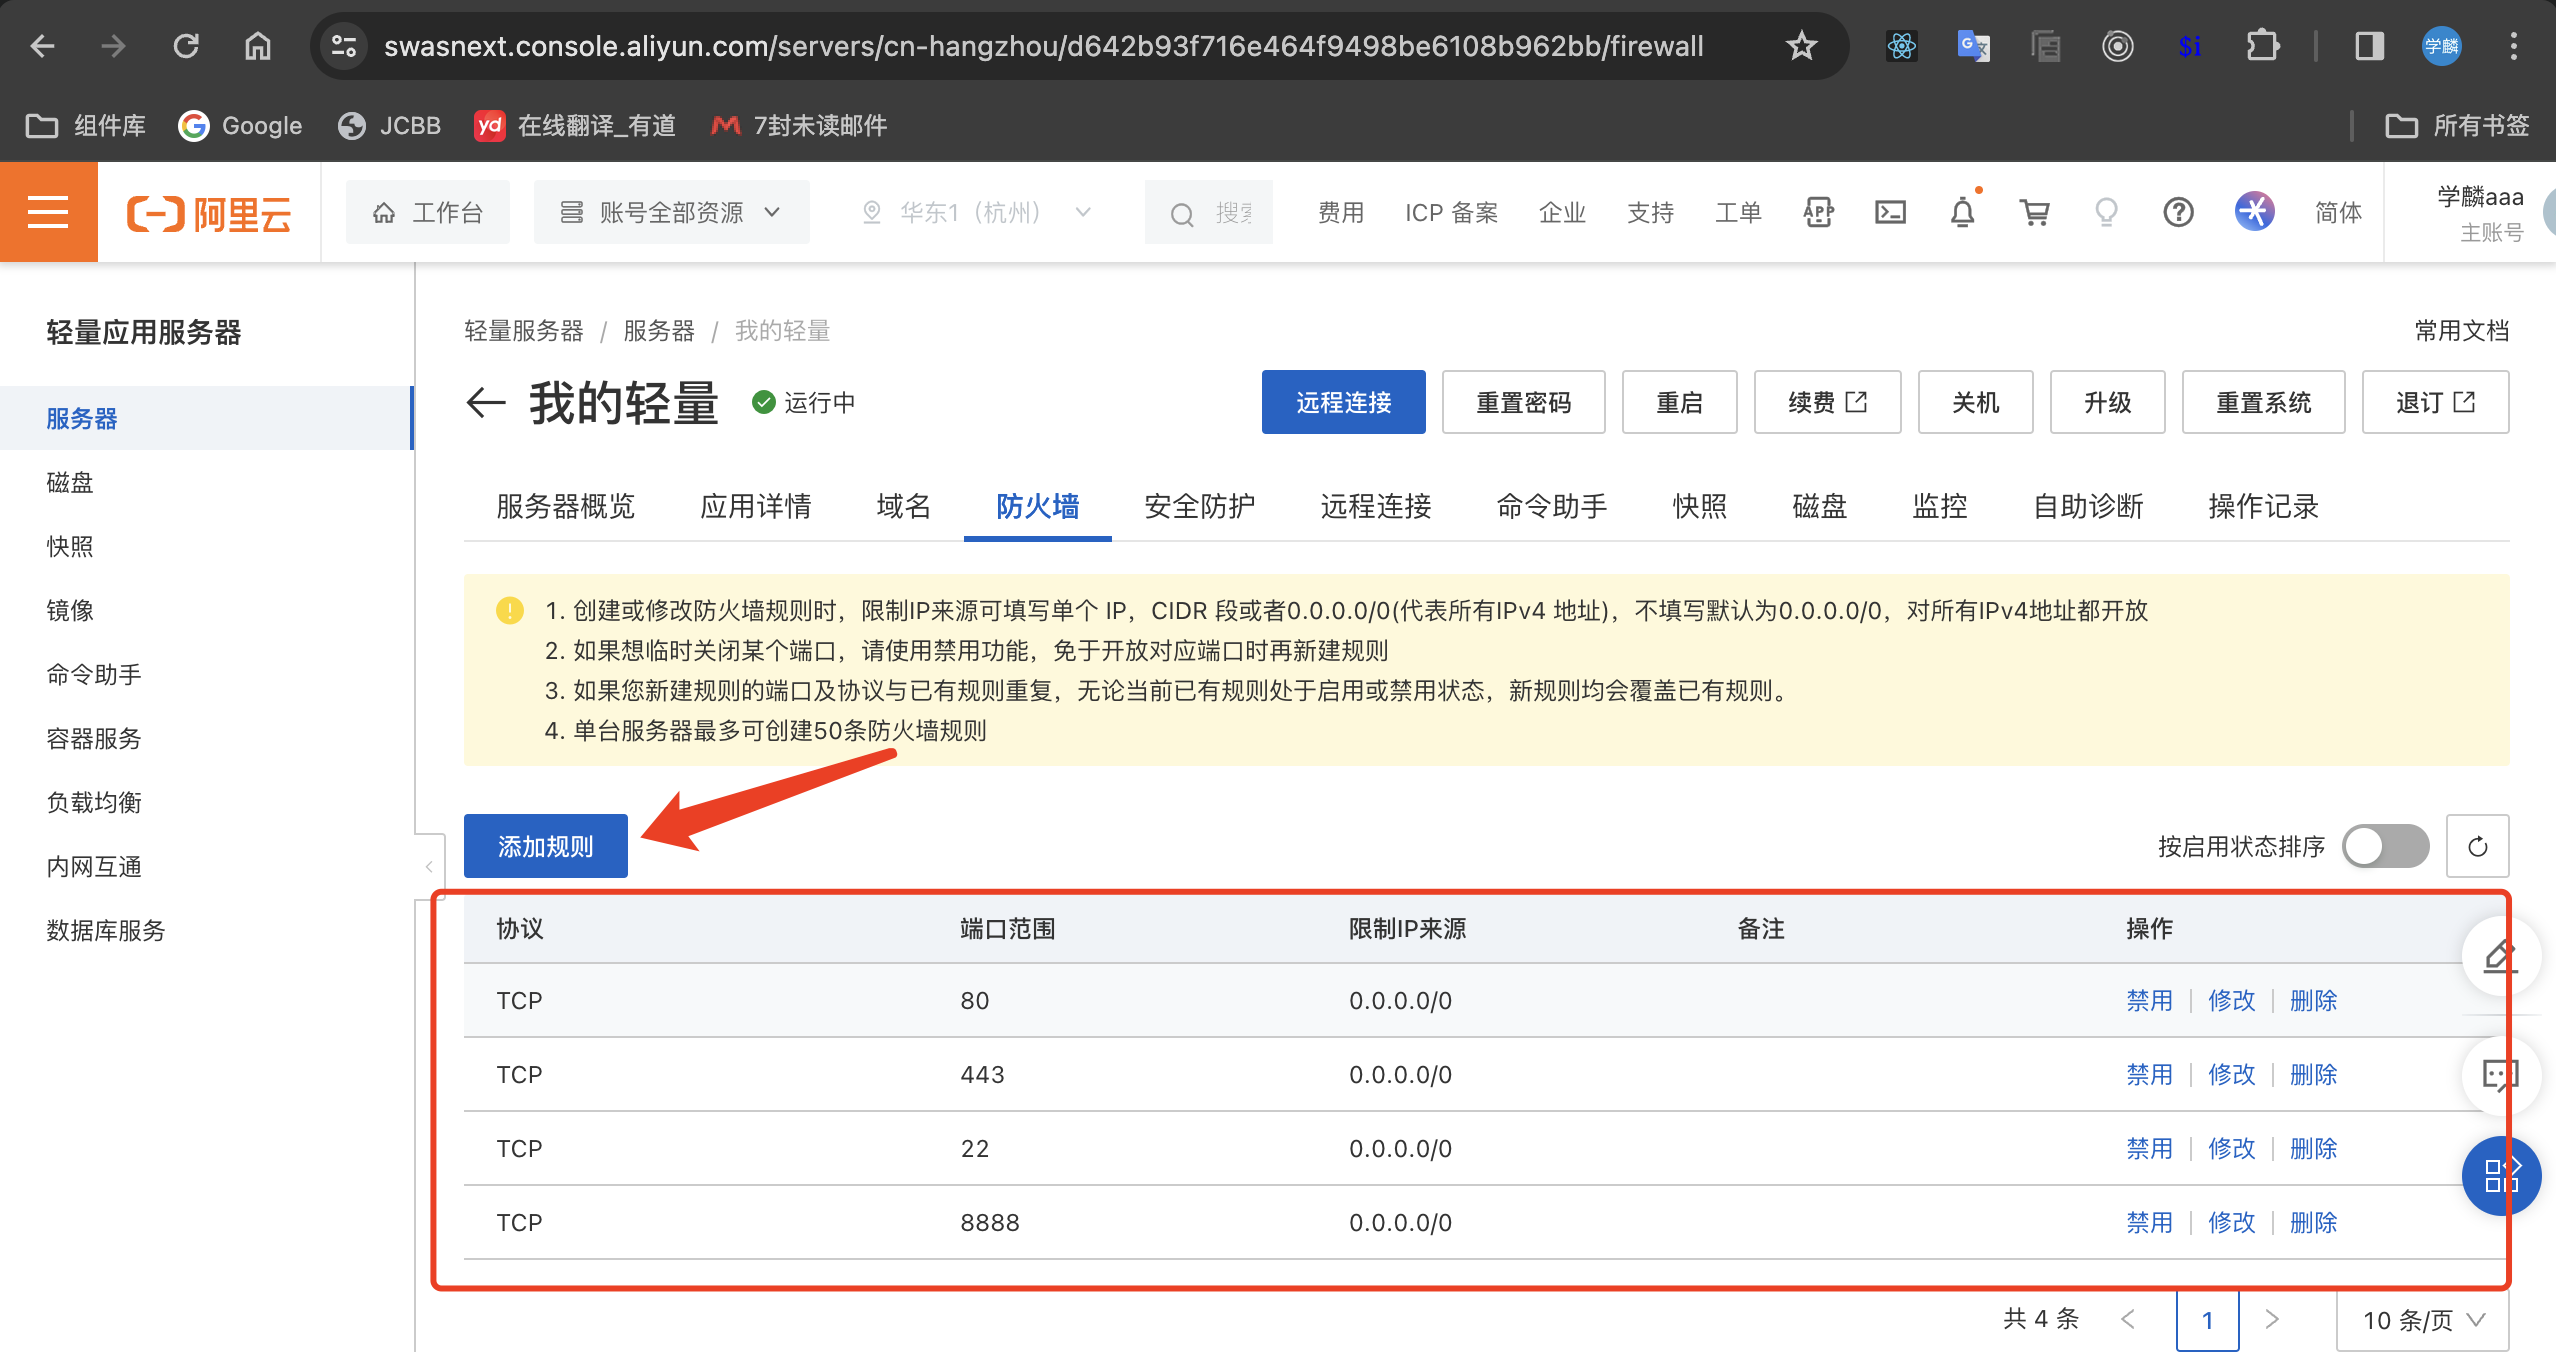 swasnext.console.aliyun.com/servers/cn-hangzhou/d642b93f716e464f9498be6108b962bb/firewall
$i
学麟
组件库
Google
JCBB
yd 在线翻译_有道
7封未读邮件
所有书签
阿里云
工作台
账号全部资源
华东1（杭州）
搜索
费用
ICP 备案
企业
支持
工单
APP
简体
学麟aaa
主账号
轻量应用服务器
服务器
磁盘
快照
镜像
命令助手
容器服务
负载均衡
内网互通
数据库服务
轻量服务器 / 服务器 / 我的轻量
常用文档
我的轻量
运行中
远程连接
重置密码
重启
续费
关机
升级
重置系统
退订
服务器概览
应用详情
域名
防火墙
安全防护
远程连接
命令助手
快照
磁盘
监控
自助诊断
操作记录
1. 创建或修改防火墙规则时，限制IP来源可填写单个 IP，CIDR 段或者0.0.0.0/0(代表所有IPv4 地址)，不填写默认为0.0.0.0/0，对所有IPv4地址都开放
2. 如果想临时关闭某个端口，请使用禁用功能，免于开放对应端口时再新建规则
3. 如果您新建规则的端口及协议与已有规则重复，无论当前已有规则处于启用或禁用状态，新规则均会覆盖已有规则。
4. 单台服务器最多可创建50条防火墙规则
添加规则
按启用状态排序
协议 端口范围 限制IP来源 备注 操作
TCP 80 0.0.0.0/0 禁用 修改 删除
TCP 443 0.0.0.0/0 禁用 修改 删除
TCP 22 0.0.0.0/0 禁用 修改 删除
TCP 8888 0.0.0.0/0 禁用 修改 删除
共 4 条
1
10 条/页